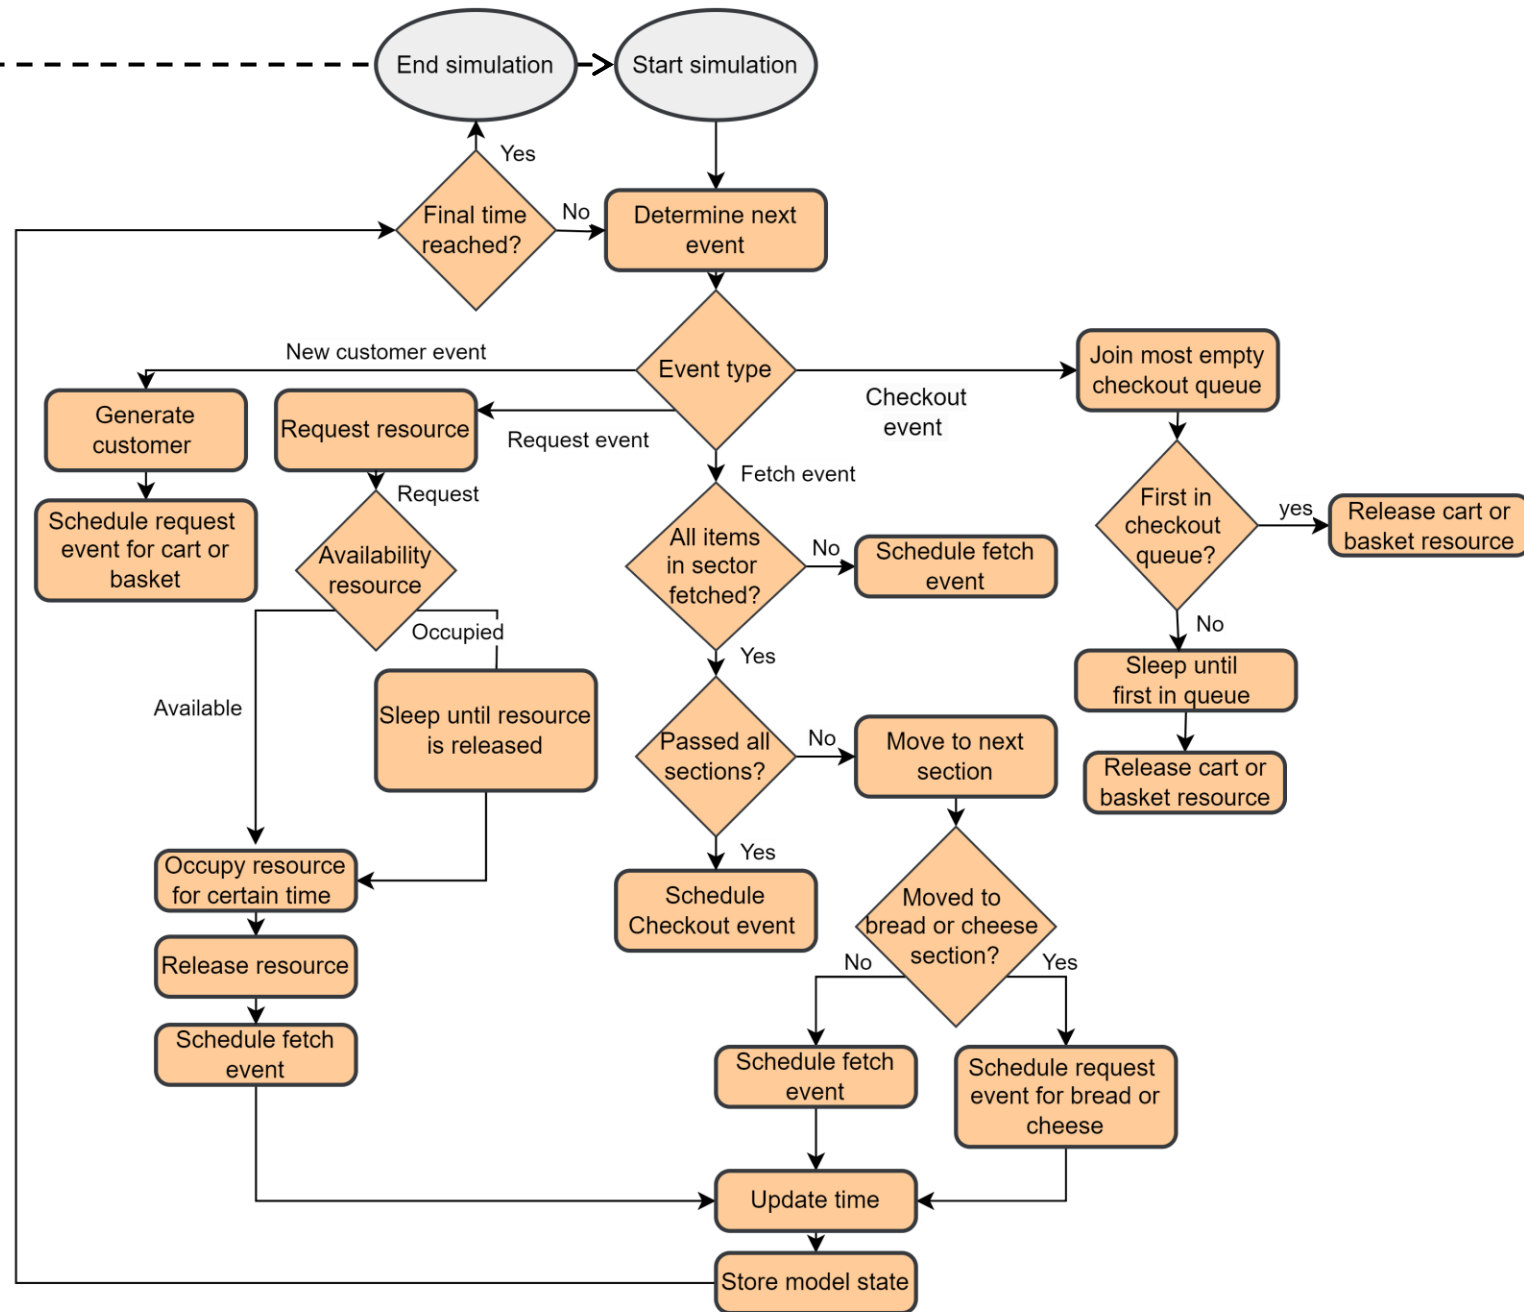 End simulation
Start simulation
Yes
Final time
reached?
No
Determine next
event
New customer event
Event type
Join most empty
checkout queue
Checkout
event
Generate
customer
Request resource
Request event
Fetch event
Request
Schedule request
event for cart or
basket
Availability
resource
All items
in sector
fetched?
No
Schedule fetch
event
First in
checkout
queue?
yes
Release cart or
basket resource
Occupied
No
Yes
Available
Sleep until resource
is released
Passed all
sections?
No
Move to next
section
Sleep until
first in queue
Release cart or
basket resource
Yes
Occupy resource
for certain time
Schedule
Checkout event
Moved to
bread or cheese
section?
No
Yes
Release resource
Schedule fetch
event
Schedule fetch
event
Schedule request
event for bread or
cheese
Update time
Store model state